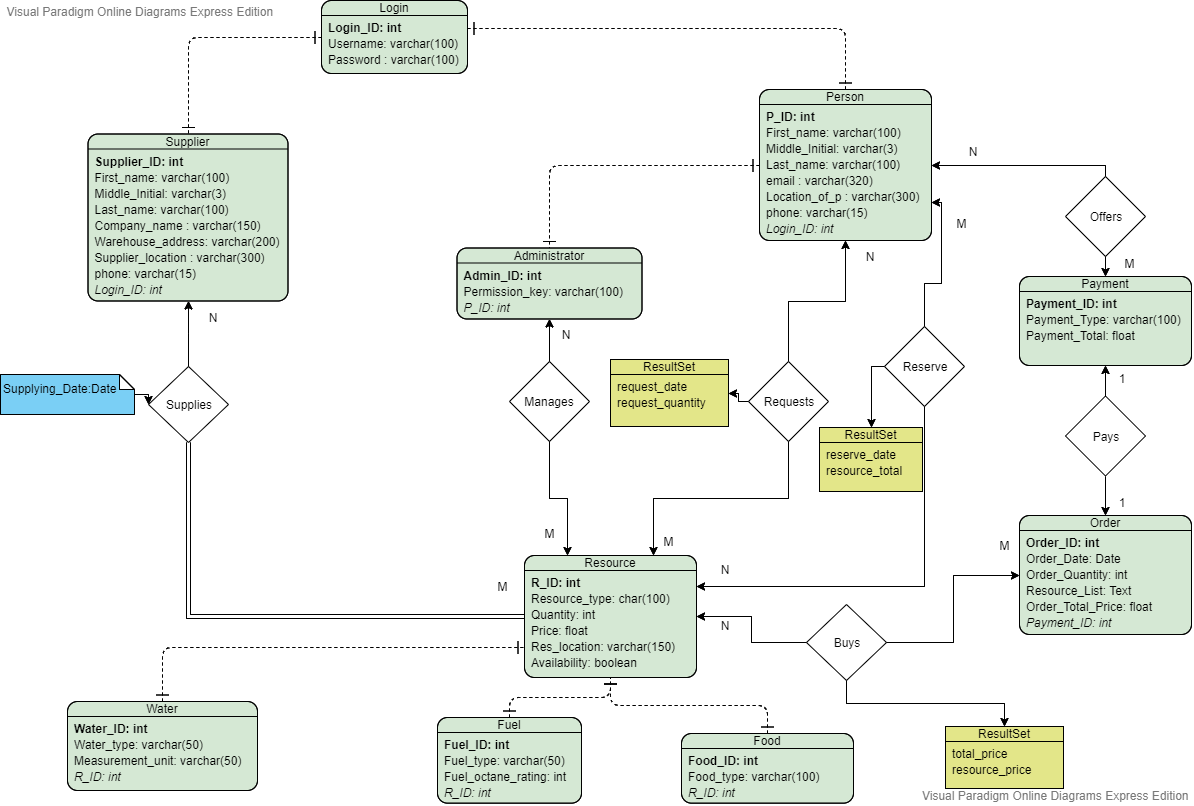 Visual Paradigm Online Diagrams Express Edition
Login
Login_ID: int
Username: varchar(100)
Password : varchar(100)
Person
P_ID: int
First_name: varchar(100)
Middle_Initial: varchar(3)
Last_name: varchar(100)
email : varchar(320)
Location_of_p : varchar(300)
phone: varchar(15)
Login_ID: int
Supplier
Supplier_ID: int
First_name: varchar(100)
Middle_Initial: varchar(3)
Last_name: varchar(100)
Company_name : varchar(150)
Warehouse_address: varchar(200)
Supplier_location : varchar(300)
phone: varchar(15)
Login_ID: int
N
M
Offers
Administrator
Admin_ID: int
Permission_key: varchar(100)
P_ID: int
N
M
Payment
Payment_ID: int
Payment_Type: varchar(100)
Payment_Total: float
N
N
Supplying_Date:Date
Supplies
Manages
ResultSet
request_date
request_quantity
Requests
Reserve
1
Pays
1
ResultSet
reserve_date
resource_total
Order
Order_ID: int
Order_Date: Date
Order_Quantity: int
Resource_List: Text
Order_Total_Price: float
Payment_ID: int
M
M
M
M
N
N
Resource
R_ID: int
Resource_type: char(100)
Quantity: int
Price: float
Res_location: varchar(150)
Availability: boolean
Buys
Water
Water_ID: int
Water_type: varchar(50)
Measurement_unit: varchar(50)
R_ID: int
Fuel
Fuel_ID: int
Fuel_type: varchar(50)
Fuel_octane_rating: int
R_ID: int
Food
Food_ID: int
Food_type: varchar(100)
R_ID: int
ResultSet
total_price
resource_price
Visual Paradigm Online Diagrams Express Edition